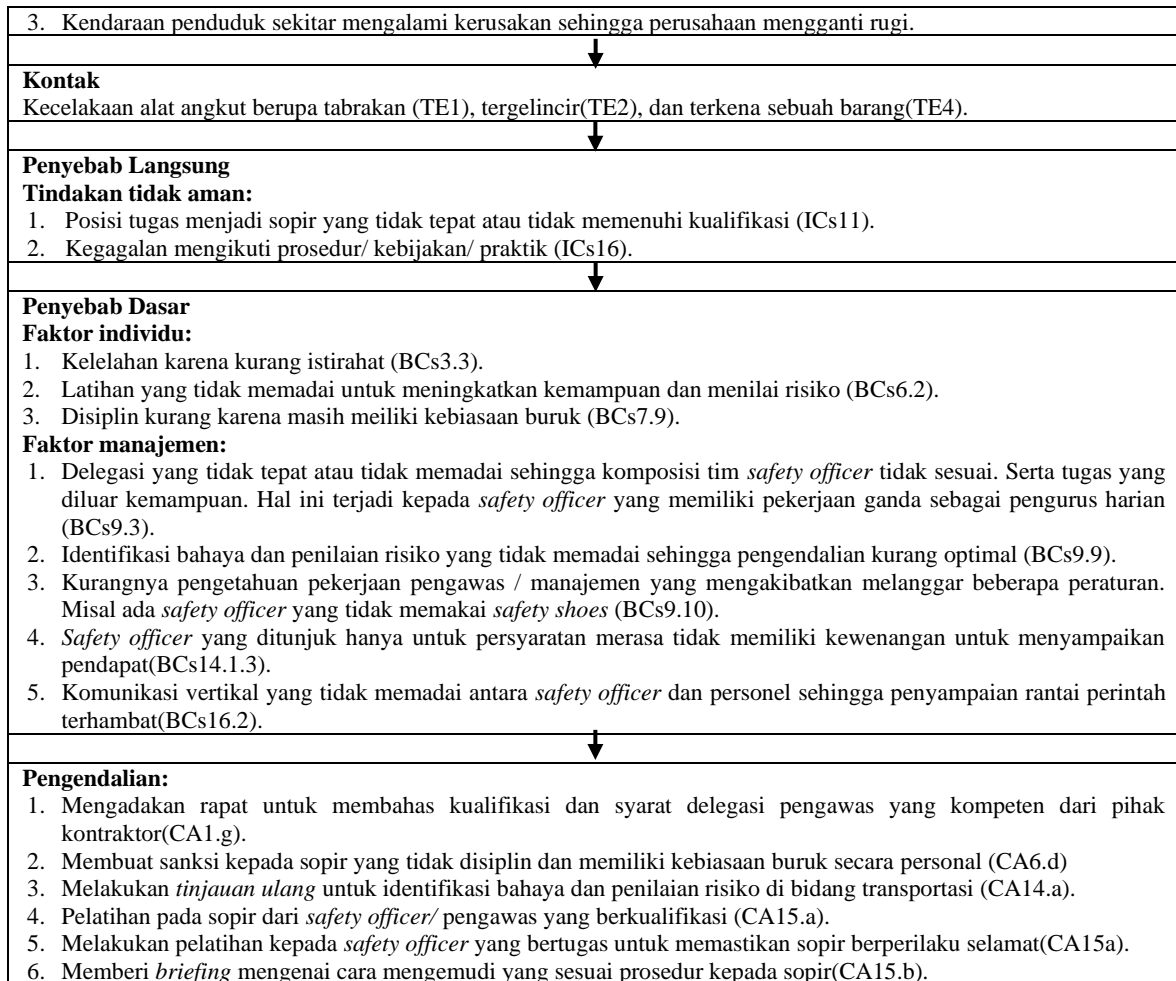 3. Kendaraan penduduk sekitar mengalami kerusakan sehingga perusahaan mengganti rugi.
Kontak
Kecelakaan alat angkut berupa tabrakan (TE1), tergelincir(TE2), dan terkena sebuah barang(TE4).
Penyebab Langsung
Tindakan tidak aman:
1. Posisi tugas menjadi sopir yang tidak tepat atau tidak memenuhi kualifikasi (ICs11).
2. Kegagalan mengikuti prosedur/ kebijakan/ praktik (ICs16).
Penyebab Dasar
Faktor individu:
1. Kelelahan karena kurang istirahat (BCs3.3).
2. Latihan yang tidak memadai untuk meningkatkan kemampuan dan menilai risiko (BCs6.2).
3. Disiplin kurang karena masih meiliki kebiasaan buruk (BCs7.9).
Faktor manajemen:
1. Delegasi yang tidak tepat atau tidak memadai sehingga komposisi tim safety officer tidak sesuai. Serta tugas yang
diluar kemampuan. Hal ini terjadi kepada safety officer yang memiliki pekerjaan ganda sebagai pengurus harian
(BCs9.3).
2. Identifikasi bahaya dan penilaian risiko yang tidak memadai sehingga pengendalian kurang optimal (BCs9.9).
3. Kurangnya pengetahuan pekerjaan pengawas / manajemen yang mengakibatkan melanggar beberapa peraturan.
Misal ada safety officer yang tidak memakai safety shoes (BCs9.10).
4. Safety officer yang ditunjuk hanya untuk persyaratan merasa tidak memiliki kewenangan untuk menyampaikan
pendapat(BCs14.1.3).
5. Komunikasi vertikal yang tidak memadai antara safety officer dan personel sehingga penyampaian rantai perintah
terhambat(BCs16.2).
Pengendalian:
1. Mengadakan rapat untuk membahas kualifikasi dan syarat delegasi pengawas yang kompeten dari pihak
kontraktor(CA1.g).
2. Membuat sanksi kepada sopir yang tidak disiplin dan memiliki kebiasaan buruk secara personal (CA6.d)
3. Melakukan tinjauan ulang untuk identifikasi bahaya dan penilaian risiko di bidang transportasi (CA14.a).
4. Pelatihan pada sopir dari safety officer/ pengawas yang berkualifikasi (CA15.a).
5. Melakukan pelatihan kepada safety officer yang bertugas untuk memastikan sopir berperilaku selamat(CA15a).
6. Memberi briefing mengenai cara mengemudi yang sesuai prosedur kepada sopir(CA15.b).